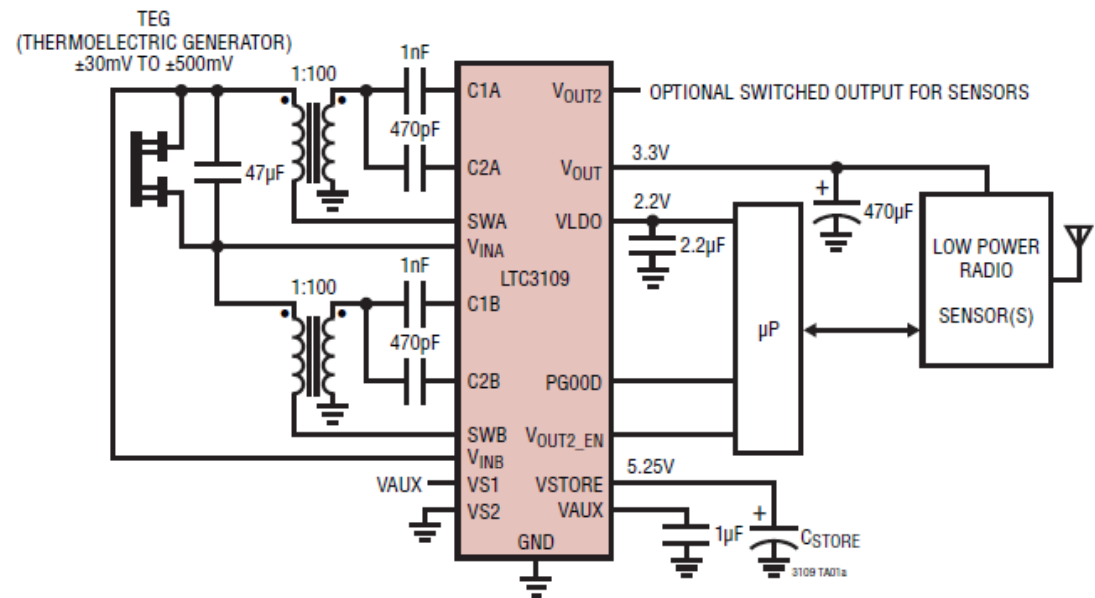 TEG
(THERMOELECTRIC GENERATOR)
±30mV TO ±500mV
1:100
1nF
470pF
47µF
C1A
C2A
SWA
VINA
LTC3109
VOUT2
OPTIONAL SWITCHED OUTPUT FOR SENSORS
VOUT
3.3V
VLDO
2.2V
2.2µF
470µF
µP
LOW POWER
RADIO
SENSOR(S)
1:100
1nF
470pF
C1B
C2B
SWB
VINB
PGOOD
VOUT2_EN
VAUX
VS1
VS2
VSTORE
5.25V
VAUX
1µF
CSTORE
GND
3109 TA01a